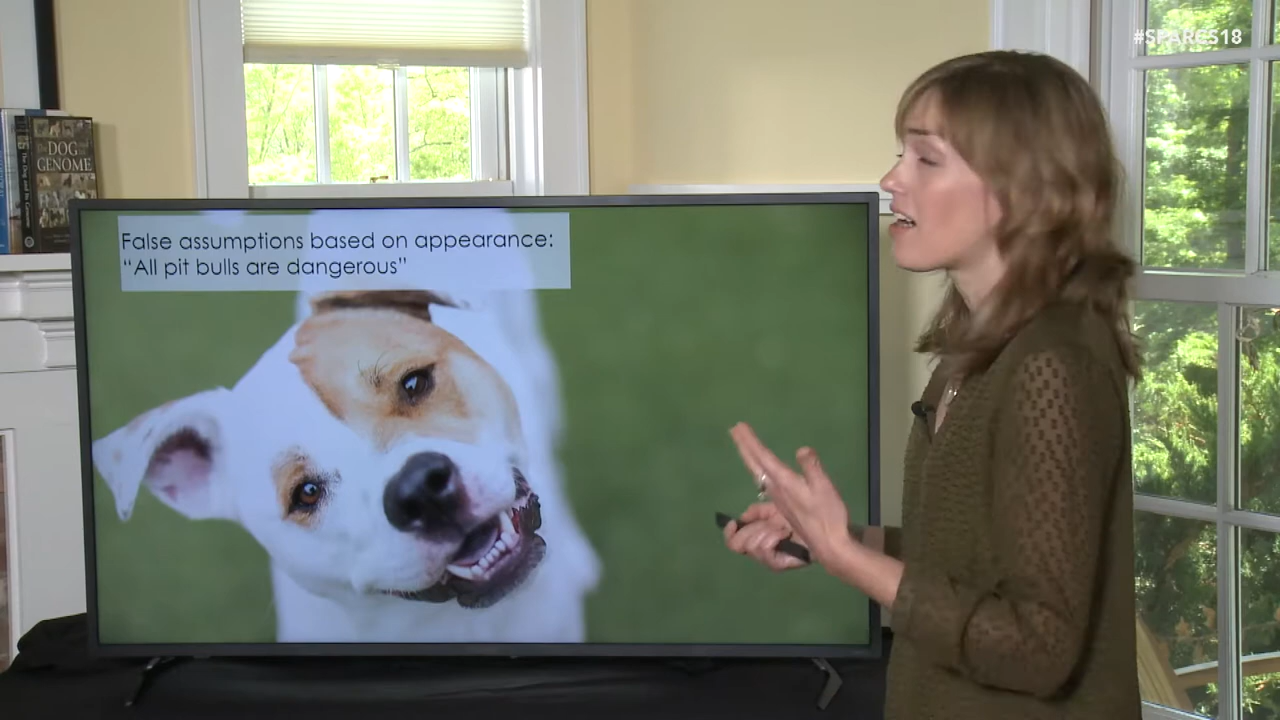 #SPARCS18
DOG
GENOME
False assumptions based on appearance:
“All pit bulls are dangerous”